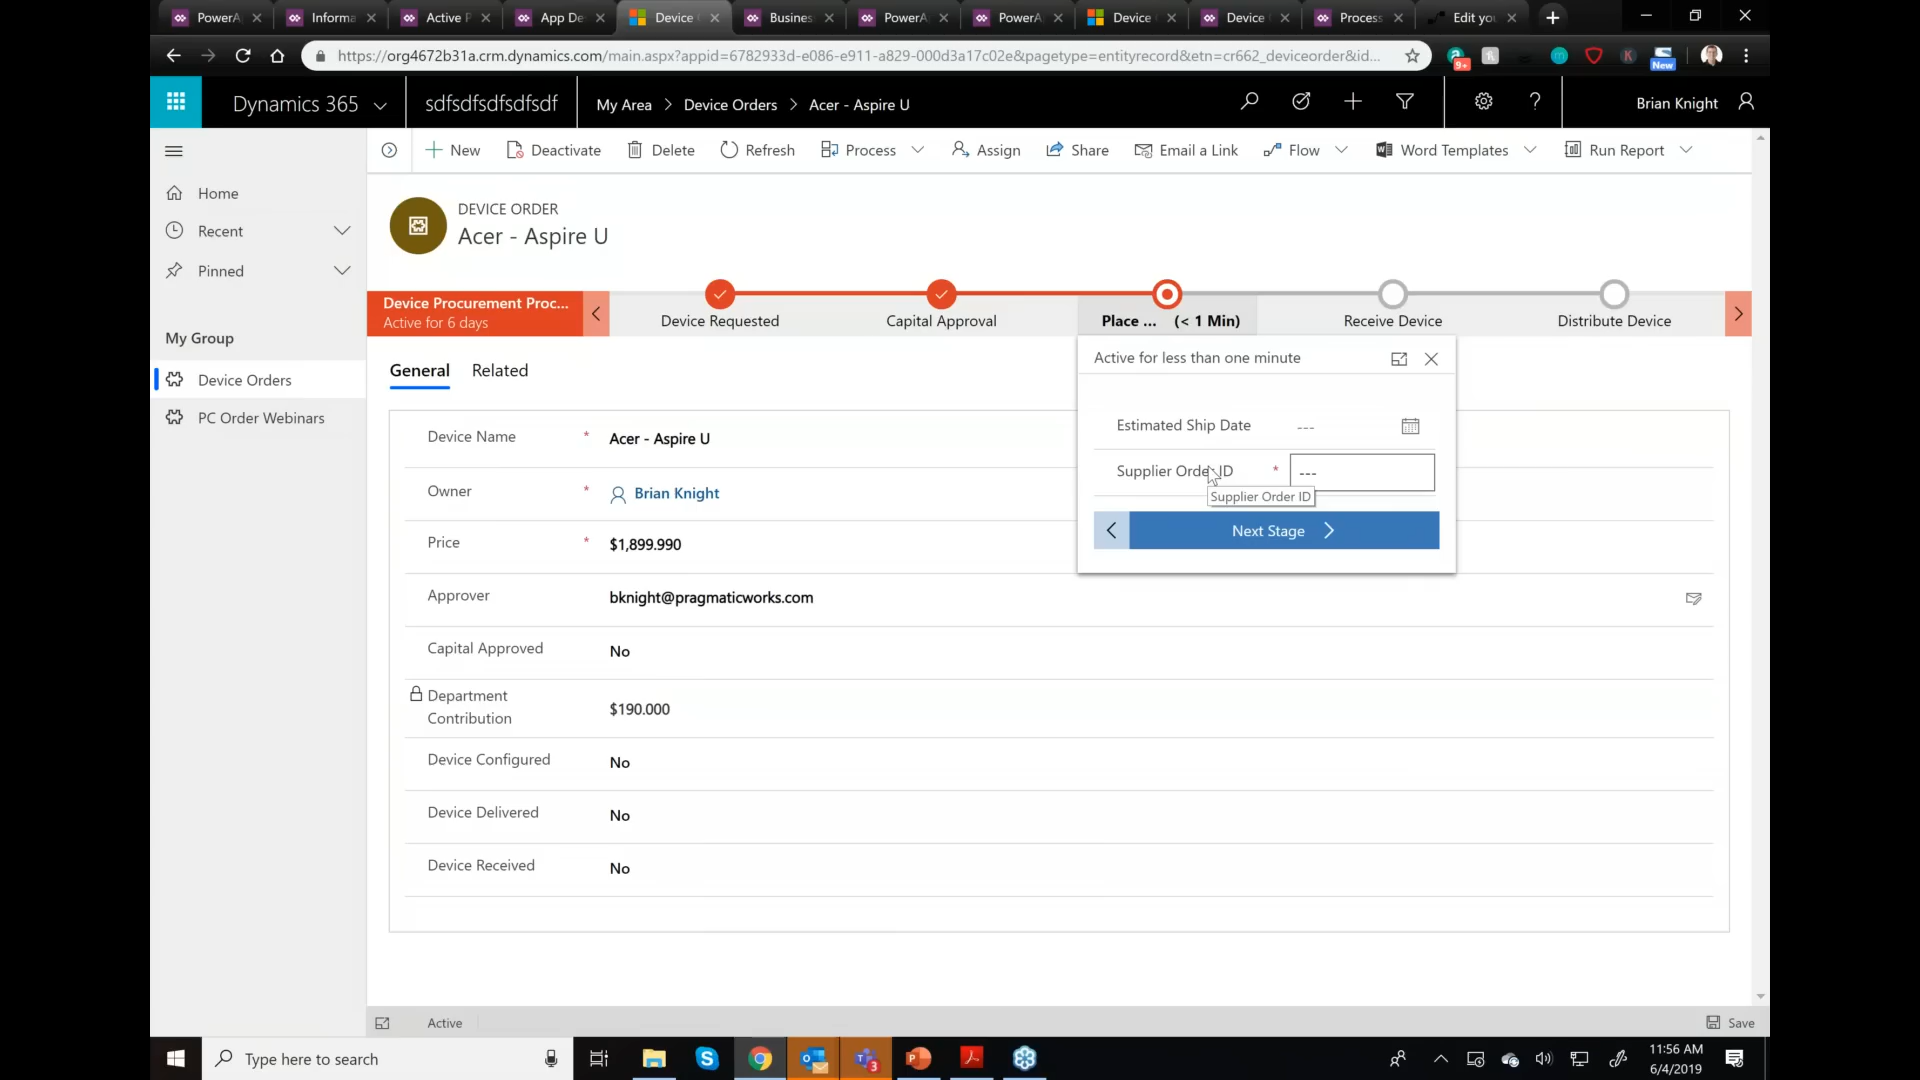 PowerA
Informa
Active P
App De
Device
Busines
PowerA
PowerA
Device
Device
Process
Edit yo
https://org4672b31a.crm.dynamics.com/main.aspx?appid=6782933d-e086-e911-a829-000d3a17c02e&pagetype=entityrecord&etn=cr662_deviceorder&id...
9+
K
New
Dynamics 365
sdfsdfsdfsdfsdf
My Area > Device Orders > Acer - Aspire U
Brian Knight
New
Deactivate
Delete
Refresh
Process
Assign
Share
Email a Link
Flow
Word Templates
Run Report
Home
Recent
Pinned
My Group
Device Orders
PC Order Webinars
DEVICE ORDER
Acer - Aspire U
Device Procurement Proc...
Active for 6 days
Device Requested
Capital Approval
Place ... (< 1 Min)
Receive Device
Distribute Device
Active for less than one minute
Estimated Ship Date ---
Supplier Order ID * ---
Supplier Order ID
Next Stage
General
Related
Device Name * Acer - Aspire U
Owner * Brian Knight
Price * $1,899.990
Approver bknight@pragmaticworks.com
Capital Approved No
Department
Contribution $190.000
Device Configured No
Device Delivered No
Device Received No
Active
Save
Type here to search
3
11:56 AM
6/4/2019